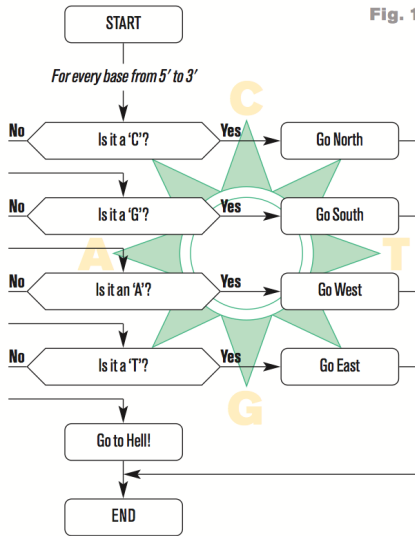 Fig. 1
START
For every base from 5′ to 3′
C
No
Is it a ‘C’?
Yes
Go North
No
Is it a ‘G’?
Yes
Go South
A
T
No
Is it an ‘A’?
Yes
Go West
No
Is it a ‘T’?
Yes
Go East
G
Go to Hell!
END